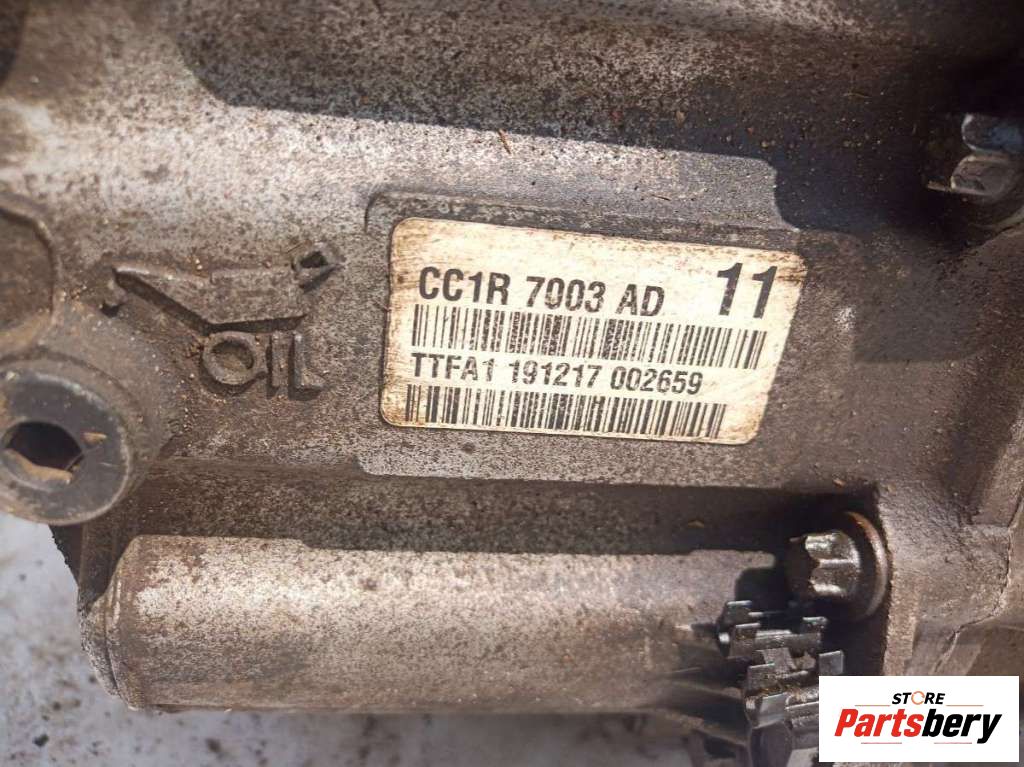 CC1R 7003 AD 11
TTFA1 191217 002659
OIL
STORE
Partsbery